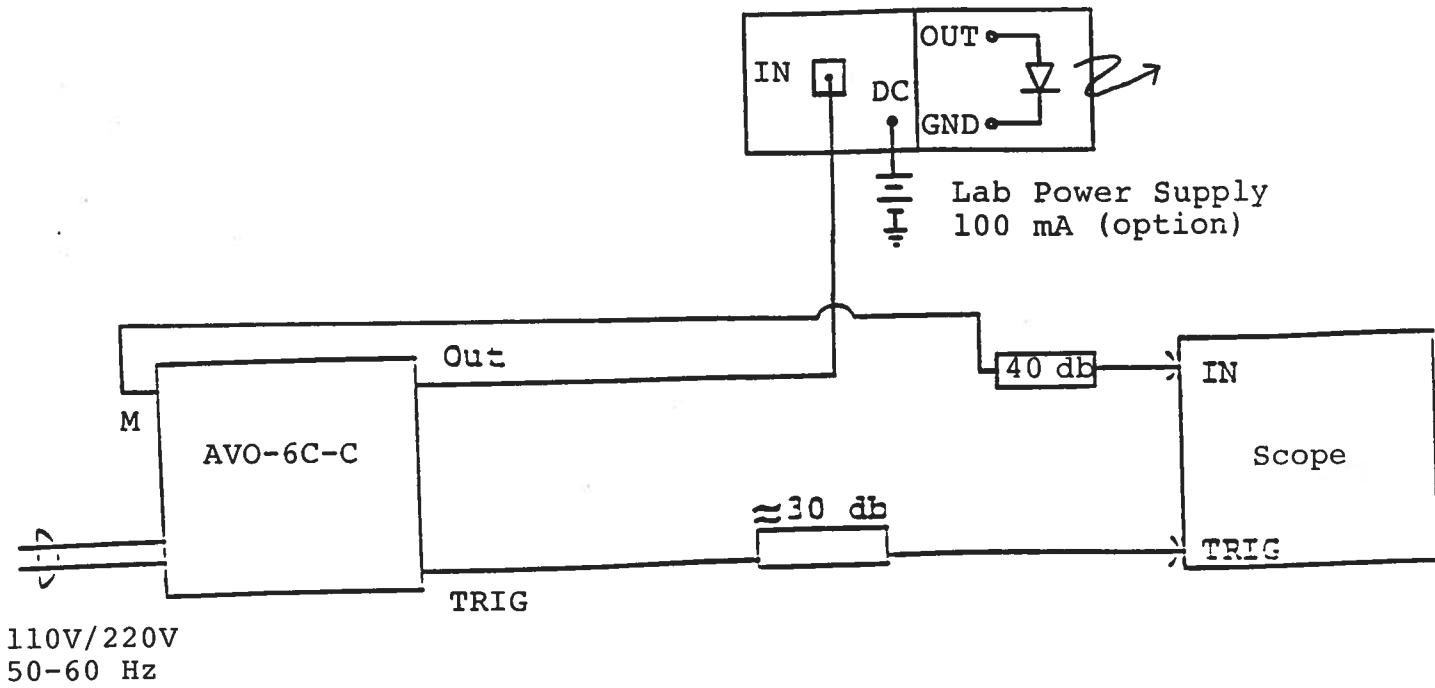 OUT
IN
DC
GND
Lab Power Supply
100 mA (option)
Out
40 db
IN
M
AVO-6C-C
Scope
≈30 db
TRIG
TRIG
110V/220V
50-60 Hz